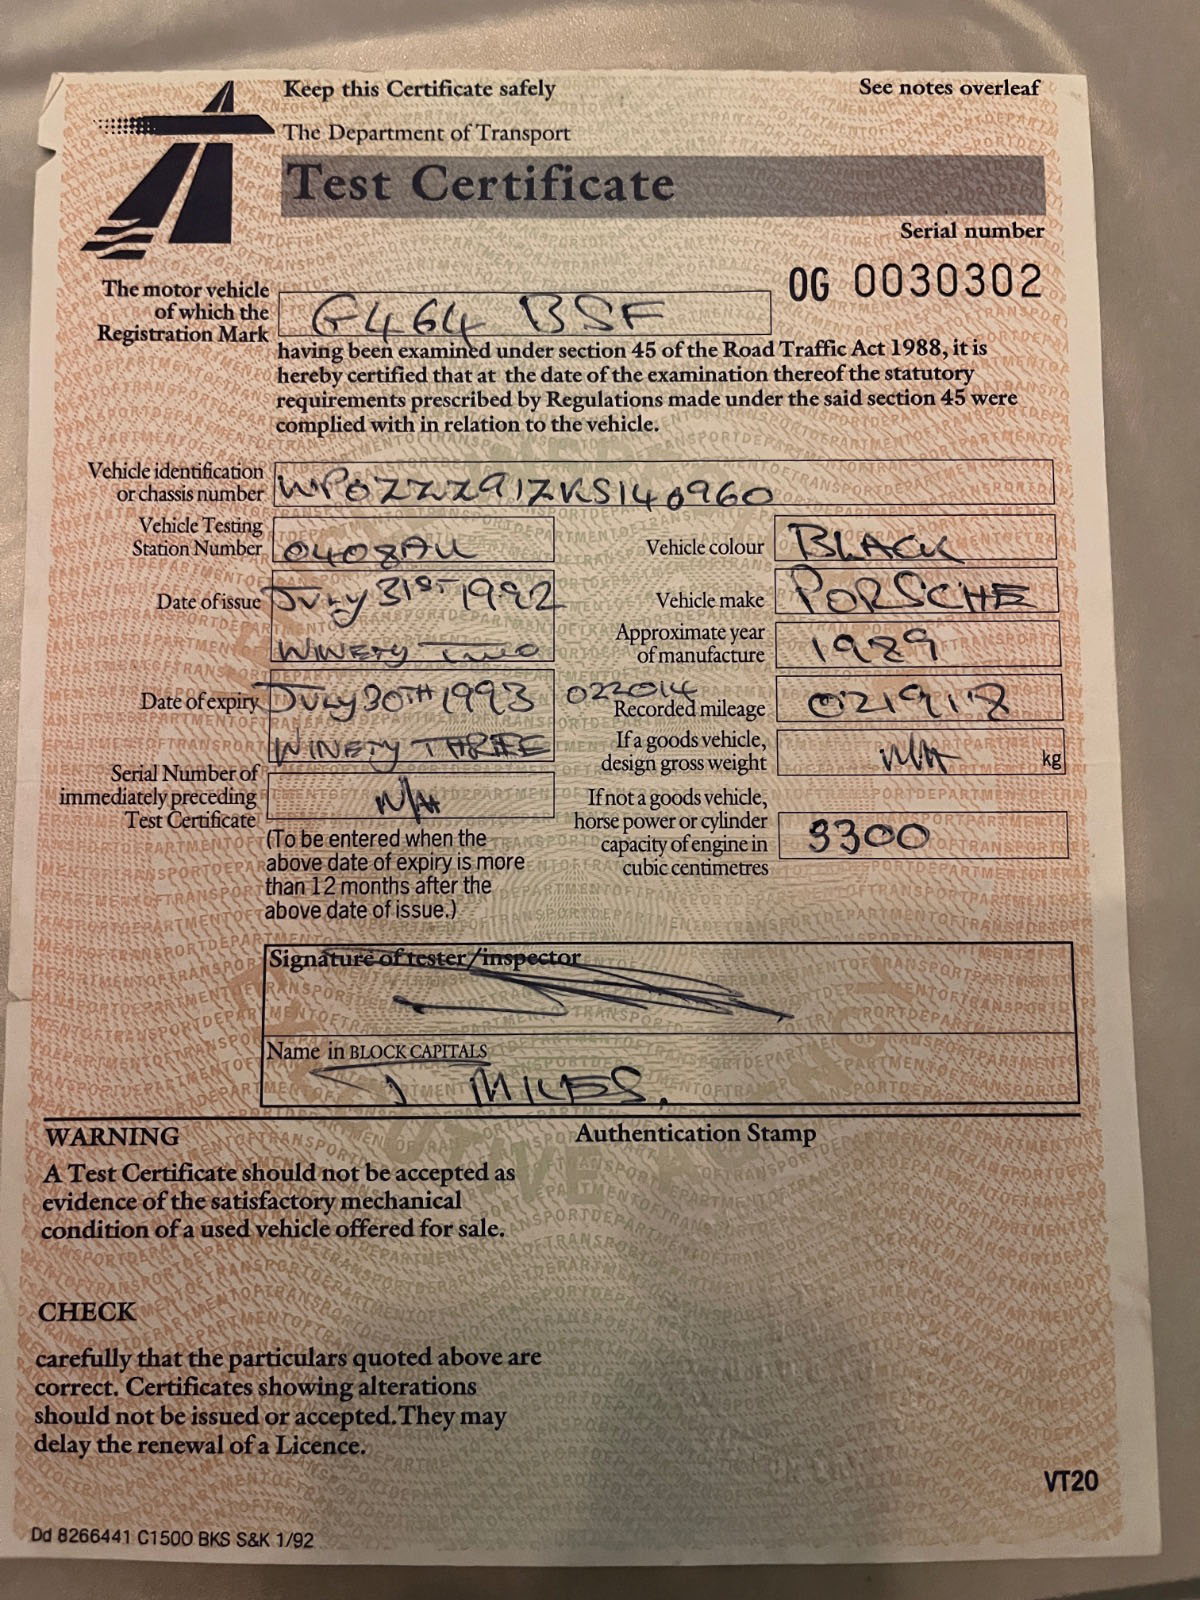 Keep this Certificate safely
See notes overleaf
The Department of Transport
Test Certificate
Serial number
OG 0030302
The motor vehicle
of which the
Registration Mark
G464 BSF
having been examined under section 45 of the Road Traffic Act 1988, it is
hereby certified that at the date of the examination thereof the statutory
requirements prescribed by Regulations made under the said section 45 were
complied with in relation to the vehicle.
Vehicle identification
or chassis number
WP0ZZZ91ZKS140960
Vehicle Testing
Station Number
0408AU
Vehicle colour
BLACK
Date of issue
July 31ST 1992
NINETY TWO
Vehicle make
PORSCHE
Approximate year
of manufacture
1989
Date of expiry
JULY 30TH 1993
NINETY THREE
022014
Recorded mileage
021918
If a goods vehicle,
design gross weight
N/A
kg
Serial Number of
immediately preceding
Test Certificate
N/A
(To be entered when the
above date of expiry is more
than 12 months after the
above date of issue.)
If not a goods vehicle,
horse power or cylinder
capacity of engine in
cubic centimetres
3300
Signature of tester/inspector
Name in BLOCK CAPITALS
J MILES.
WARNING
Authentication Stamp
A Test Certificate should not be accepted as
evidence of the satisfactory mechanical
condition of a used vehicle offered for sale.
CHECK
carefully that the particulars quoted above are
correct. Certificates showing alterations
should not be issued or accepted. They may
delay the renewal of a Licence.
VT20
Dd 8266441 C1500 BKS S&K 1/92